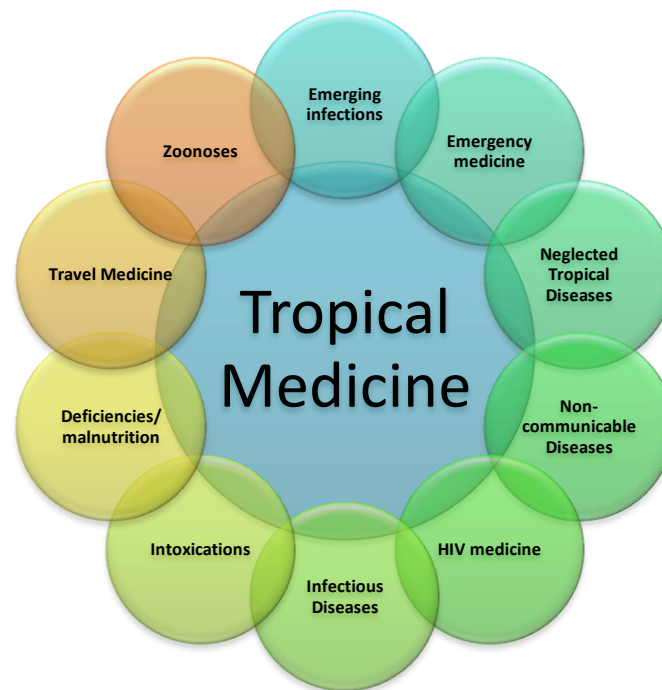 Emerging
infections
Emergency
medicine
Neglected
Tropical
Diseases
Non-
communicable
Diseases
HIV medicine
Infectious
Diseases
Intoxications
Deficiencies/
malnutrition
Travel Medicine
Zoonoses
Tropical
Medicine